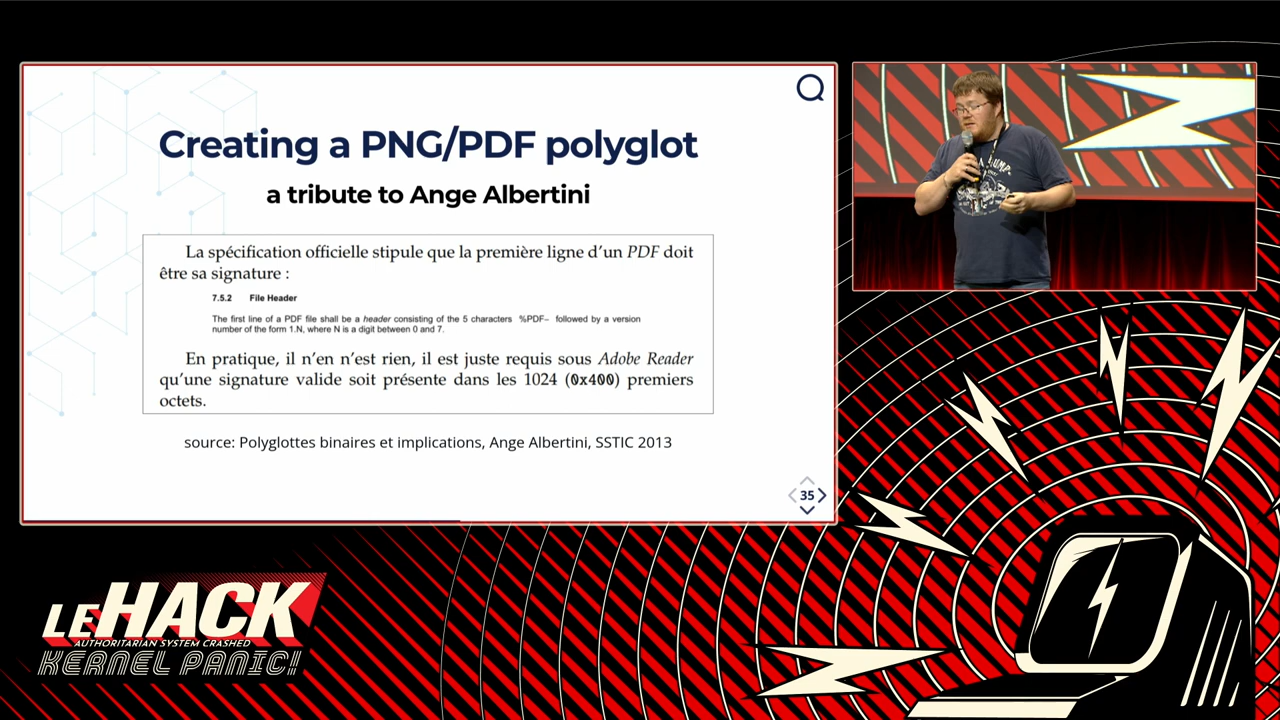 Creating a PNG/PDF polyglot
a tribute to Ange Albertini
La spécification officielle stipule que la première ligne d'un PDF doit
être sa signature :
7.5.2 File Header
The first line of a PDF file shall be a header consisting of the 5 characters %PDF– followed by a version
number of the form 1.N, where N is a digit between 0 and 7.
En pratique, il n'en n'est rien, il est juste requis sous Adobe Reader
qu'une signature valide soit présente dans les 1024 (0x400) premiers
octets.
source: Polyglottes binaires et implications, Ange Albertini, SSTIC 2013
35
LEHACK
AUTHORITARIAN SYSTEM CRASHED
KERNEL PANIC!